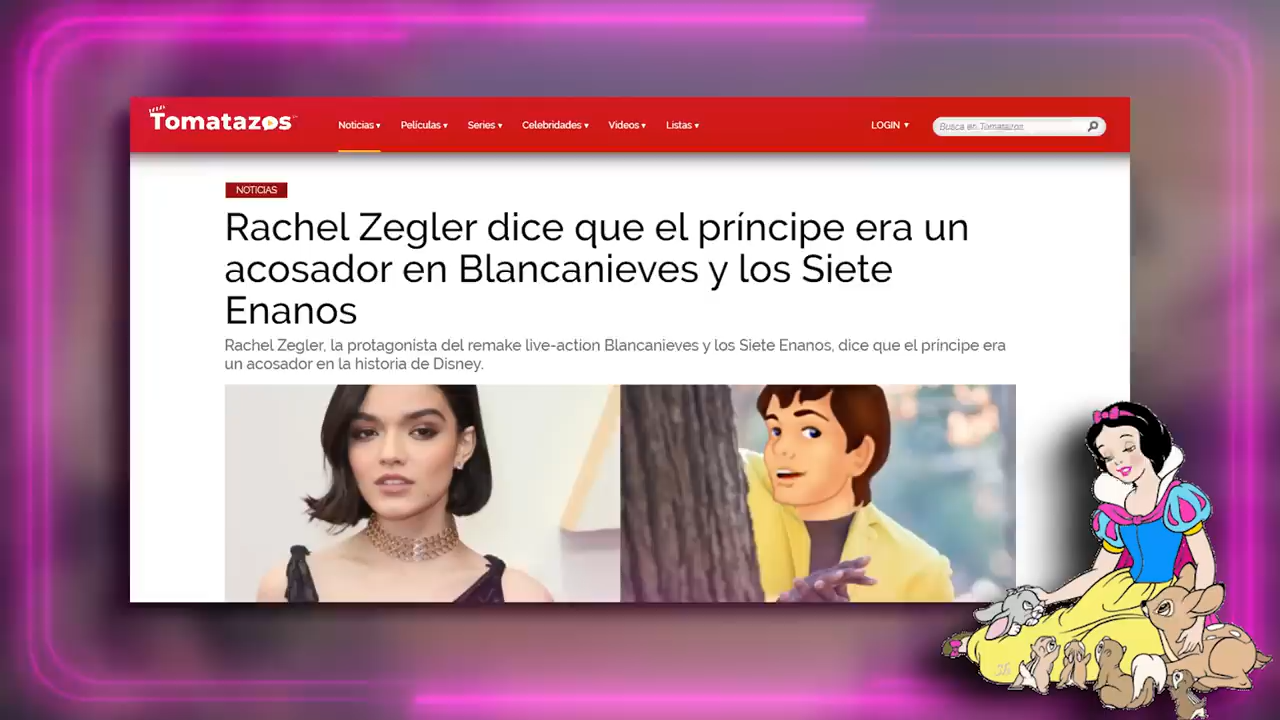 Tomatazos
Noticias ▾ Películas ▾ Series ▾ Celebridades ▾ Videos ▾ Listas ▾ LOGIN ▾ Busca en Tomatazos
NOTICIAS
Rachel Zegler dice que el príncipe era un
acosador en Blancanieves y los Siete
Enanos
Rachel Zegler, la protagonista del remake live-action Blancanieves y los Siete Enanos, dice que el príncipe era
un acosador en la historia de Disney.